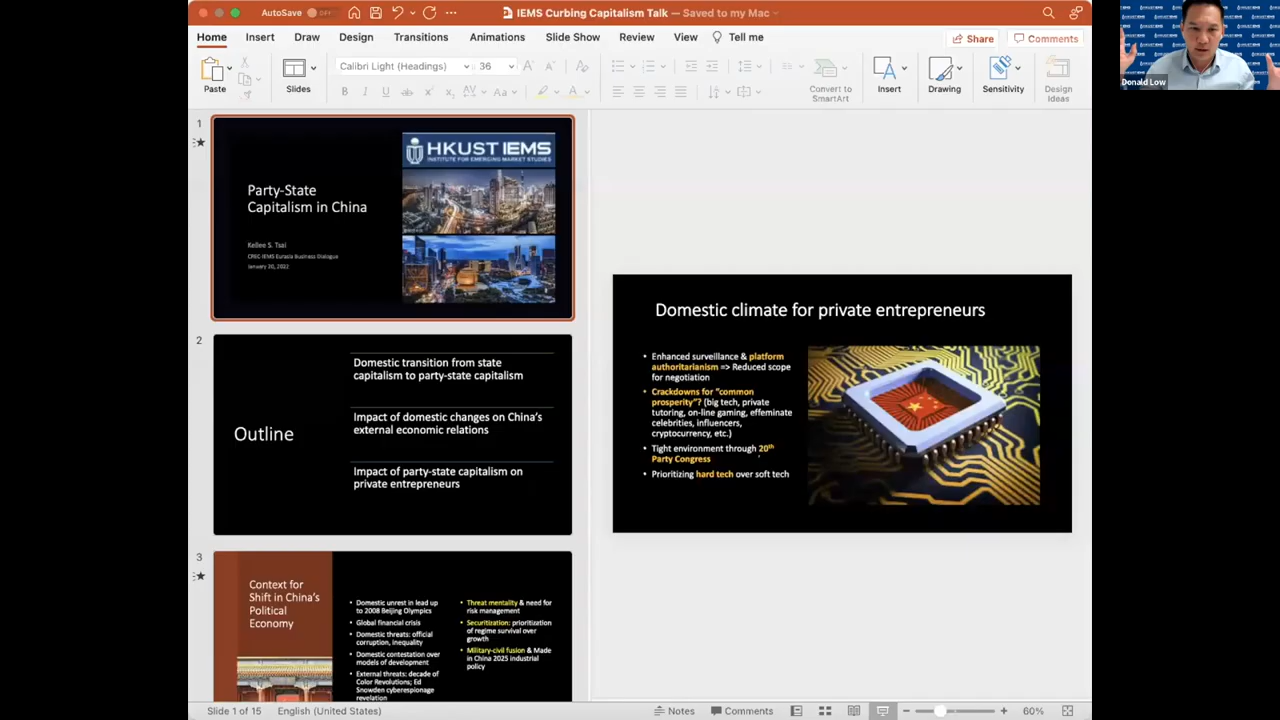 AutoSave OFF
IEMS Curbing Capitalism Talk — Saved to my Mac
Home Insert Draw Design Transitions Animations Slide Show Review View Tell me Share Comments
Calibri Light (Headings) 36
Paste Slides Convert to SmartArt Insert Drawing Sensitivity Design Ideas
1
HKUST IEMS
INSTITUTE FOR EMERGING MARKET STUDIES
Party-State
Capitalism in China
Kellee S. Tsai
CPEC-IEMS Eurasia Business Dialogue
January 20, 2022
2
Outline
Domestic transition from state
capitalism to party-state capitalism
Impact of domestic changes on China's
external economic relations
Impact of party-state capitalism on
private entrepreneurs
3
Context for
Shift in China's
Political
Economy
• Domestic unrest in lead up
to 2008 Beijing Olympics
• Global financial crisis
• Domestic threats: official
corruption, inequality
• Domestic contestation over
models of development
• External threats: decade of
Color Revolutions; Ed
Snowden cyberespionage
revelation
• Threat mentality & need for
risk management
• Securitization: prioritization
of regime survival over
growth
• Military-civil fusion & Made
in China 2025 industrial
policy
Domestic climate for private entrepreneurs
• Enhanced surveillance & platform
authoritarianism => Reduced scope
for negotiation
• Crackdowns for "common
prosperity"? (big tech, private
tutoring, on-line gaming, effeminate
celebrities, influencers,
cryptocurrency, etc.)
• Tight environment through 20th
Party Congress
• Prioritizing hard tech over soft tech
Donald Low
Slide 1 of 15 English (United States) Notes Comments 60%